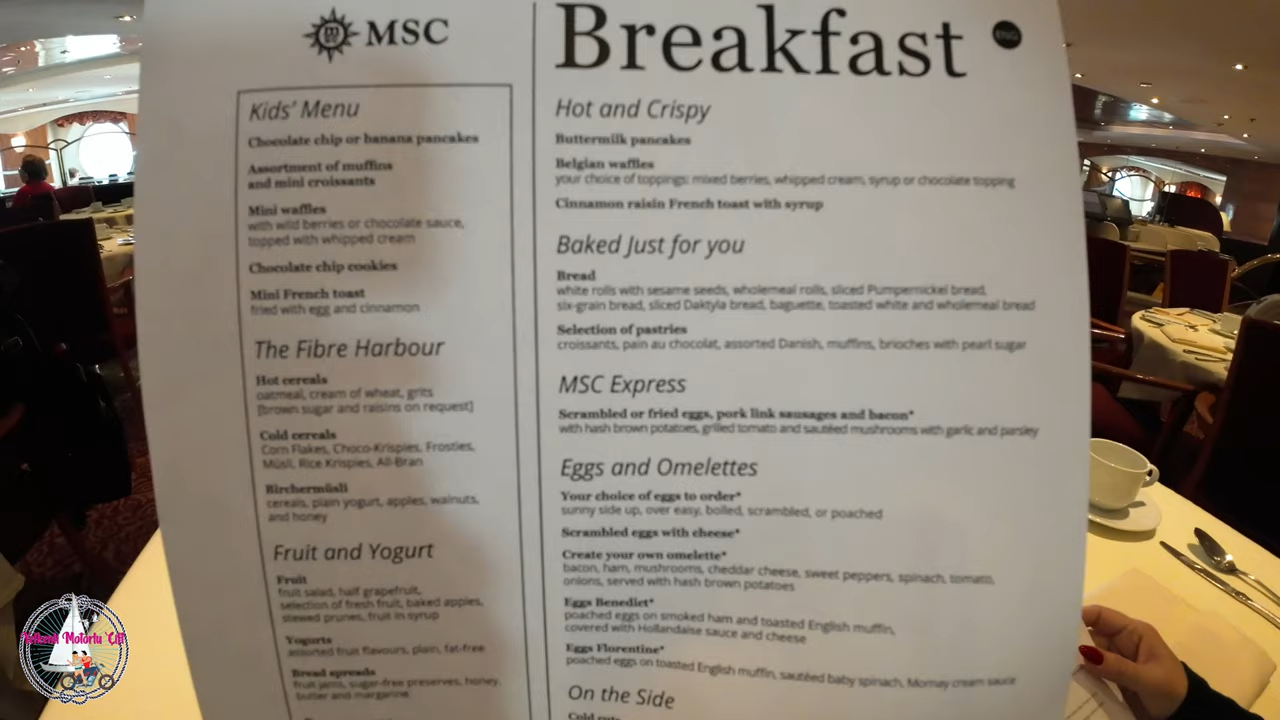 MSC
Kids' Menu
Chocolate chip or banana pancakes
Assortment of muffins
and mini croissants
Mini waffles
with wild berries or chocolate sauce,
topped with whipped cream
Chocolate chip cookies
Mini French toast
fried with egg and cinnamon
The Fibre Harbour
Hot cereals
oatmeal, cream of wheat, grits
[brown sugar and raisins on request]
Cold cereals
Corn Flakes, Choco-Krispies, Frosties,
Müsli, Rice Krispies, All-Bran
Birchermüsli
cereals, plain yogurt, apples, walnuts,
and honey
Fruit and Yogurt
Fruit
fruit salad, half grapefruit,
selection of fresh fruit, baked apples,
stewed prunes, fruit in syrup
Yogurts
assorted fruit flavours, plain, fat-free
Bread spreads
fruit jams, sugar-free preserves, honey,
butter and margarine
Breakfast
ENG
Hot and Crispy
Buttermilk pancakes
Belgian waffles
your choice of toppings: mixed berries, whipped cream, syrup or chocolate topping
Cinnamon raisin French toast with syrup
Baked Just for you
Bread
white rolls with sesame seeds, wholemeal rolls, sliced Pumpernickel bread,
six-grain bread, sliced Daktyla bread, baguette, toasted white and wholemeal bread
Selection of pastries
croissants, pain au chocolat, assorted Danish, muffins, brioches with pearl sugar
MSC Express
Scrambled or fried eggs, pork link sausages and bacon*
with hash brown potatoes, grilled tomato and sautéed mushrooms with garlic and parsley
Eggs and Omelettes
Your choice of eggs to order*
sunny side up, over easy, boiled, scrambled, or poached
Scrambled eggs with cheese*
Create your own omelette*
bacon, ham, mushrooms, cheddar cheese, sweet peppers, spinach, tomato,
onions, served with hash brown potatoes
Eggs Benedict*
poached eggs on smoked ham and toasted English muffin,
covered with Hollandaise sauce and cheese
Eggs Florentine*
poached eggs on toasted English muffin, sautéed baby spinach, Mornay cream sauce
On the Side
Cold cuts
Yelkenli Motorlu Çift